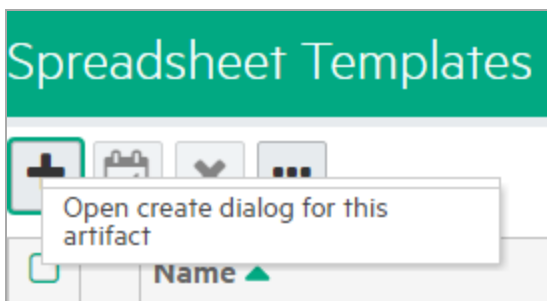 Spreadsheet Templates
Open create dialog for this
artifact
Name